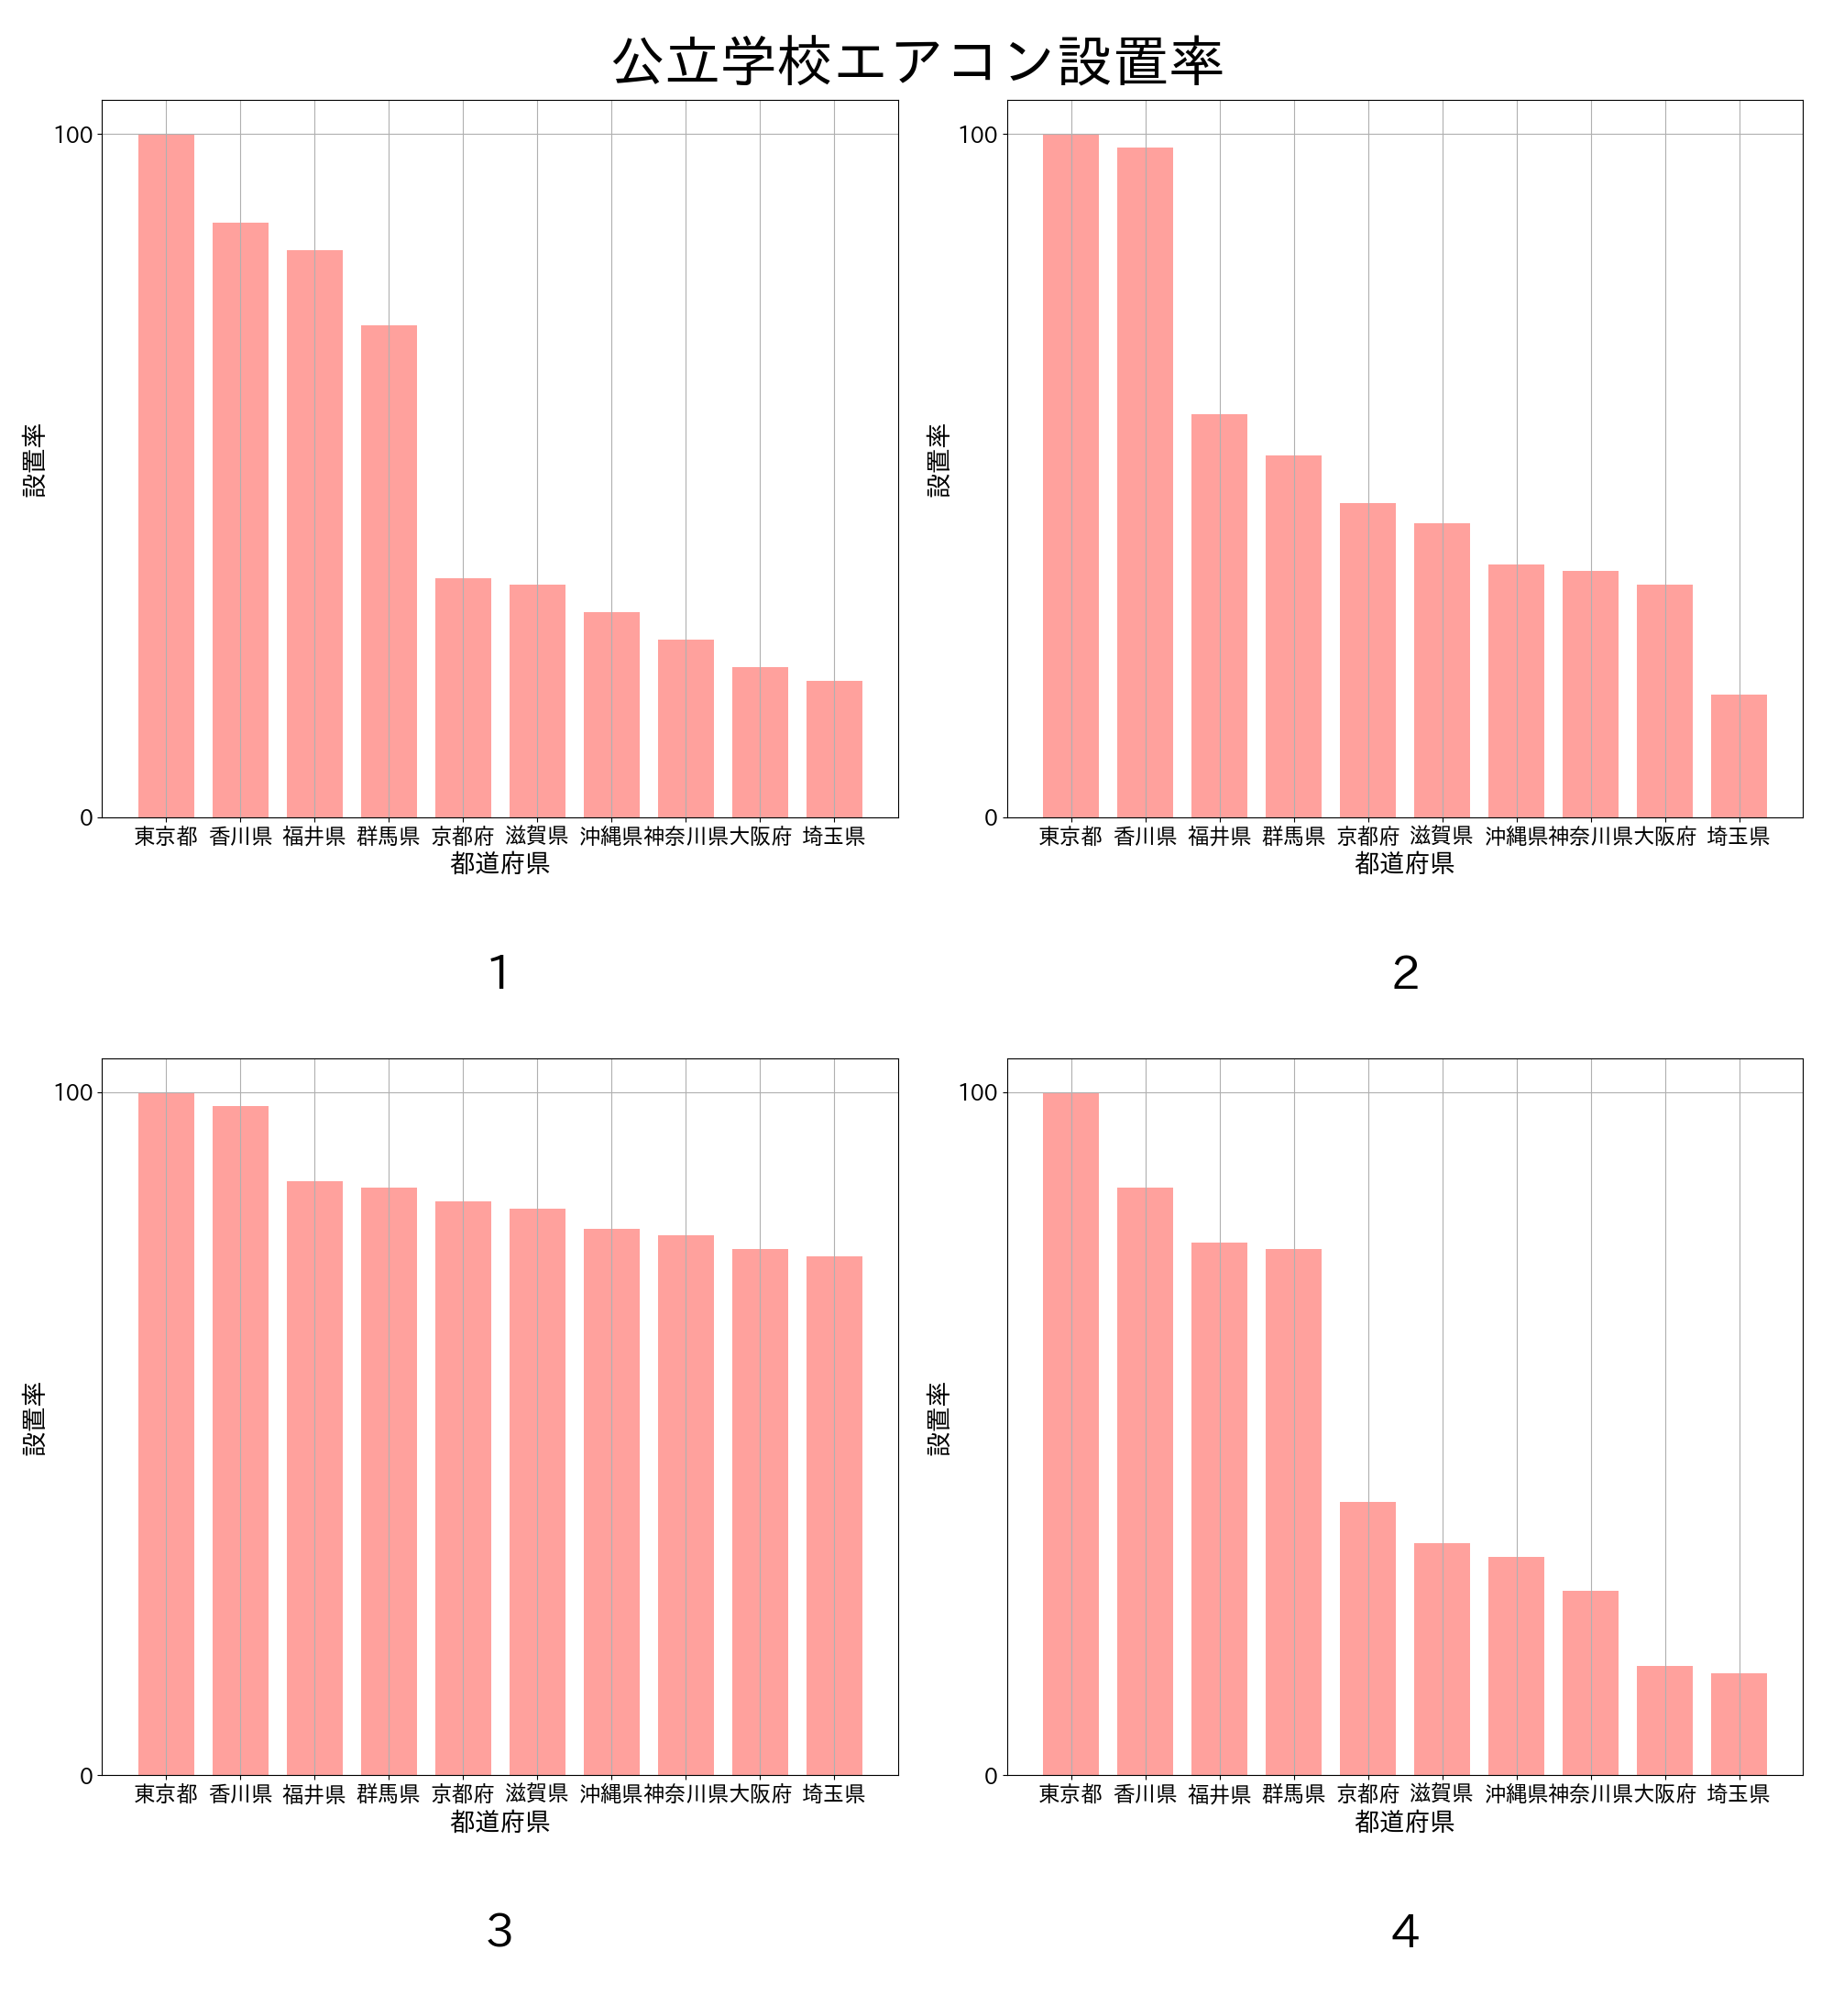 公立学校エアコン設置率
100
0
設置率
東京都 香川県 福井県 群馬県 京都府 滋賀県 沖縄県 神奈川県 大阪府 埼玉県
都道府県
1
100
0
設置率
東京都 香川県 福井県 群馬県 京都府 滋賀県 沖縄県 神奈川県 大阪府 埼玉県
都道府県
2
100
0
設置率
東京都 香川県 福井県 群馬県 京都府 滋賀県 沖縄県 神奈川県 大阪府 埼玉県
都道府県
3
100
0
設置率
東京都 香川県 福井県 群馬県 京都府 滋賀県 沖縄県 神奈川県 大阪府 埼玉県
都道府県
4